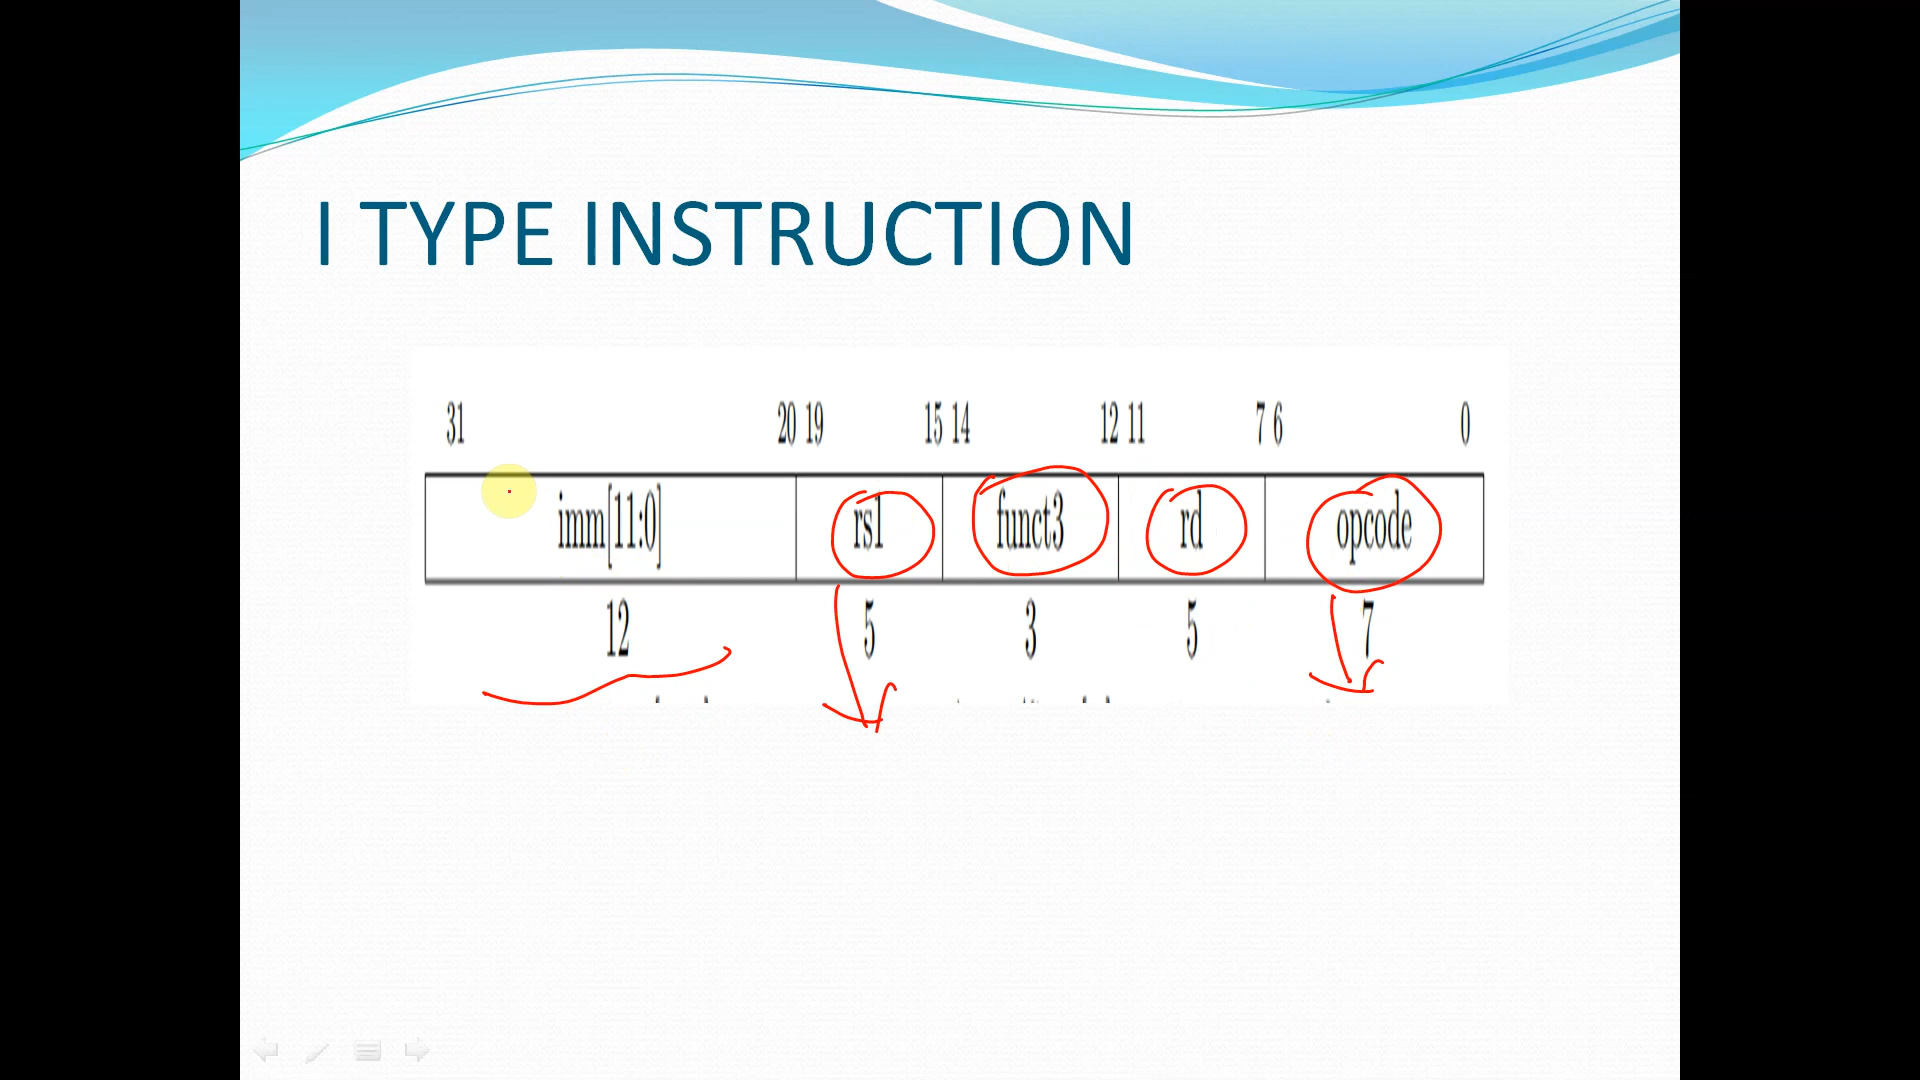 I TYPE INSTRUCTION
31 20 19 15 14 12 11 7 6 0
imm[11:0] rs1 funct3 rd opcode
12 5 3 5 7